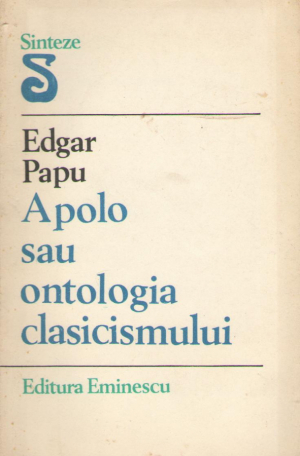 Sinteze
S
Edgar
Papu
Apolo
sau
ontologia
clasicismului
Editura Eminescu